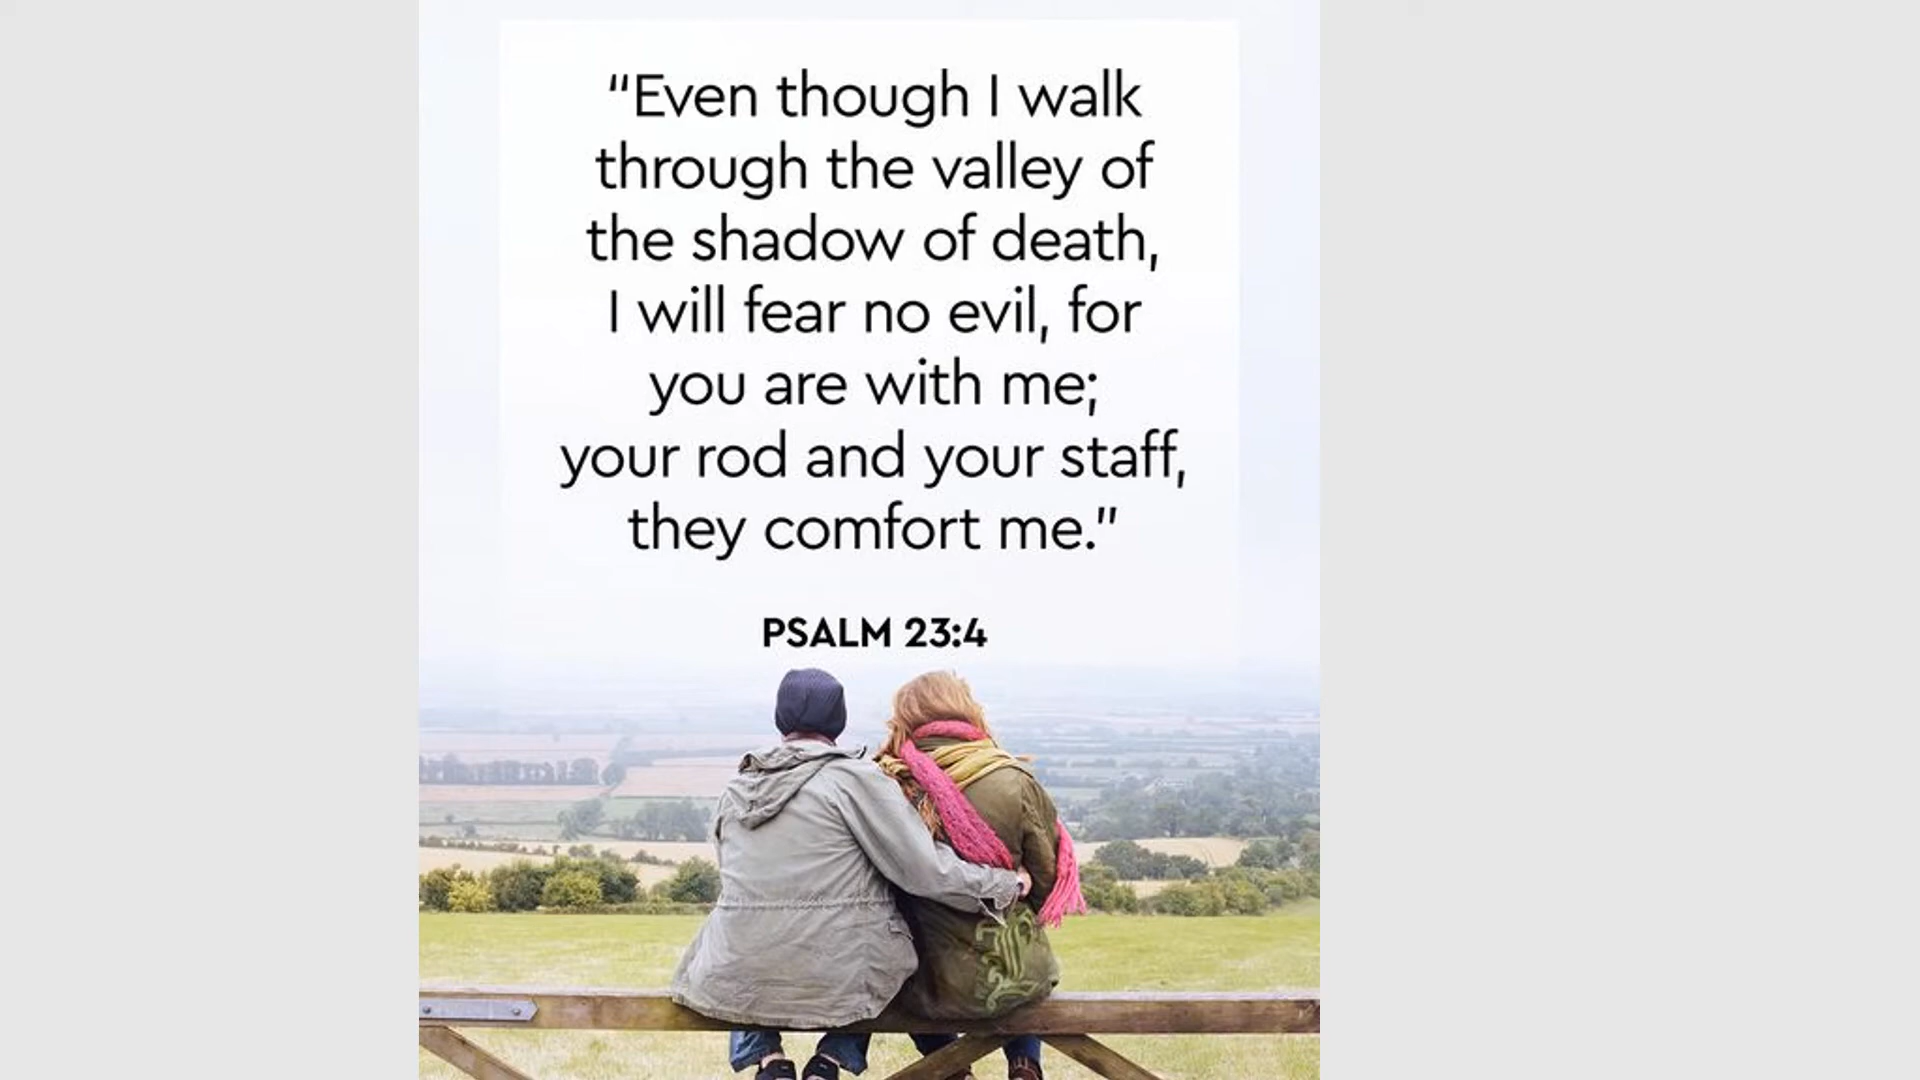 “Even though I walk
through the valley of
the shadow of death,
I will fear no evil, for
you are with me;
your rod and your staff,
they comfort me.”
PSALM 23:4